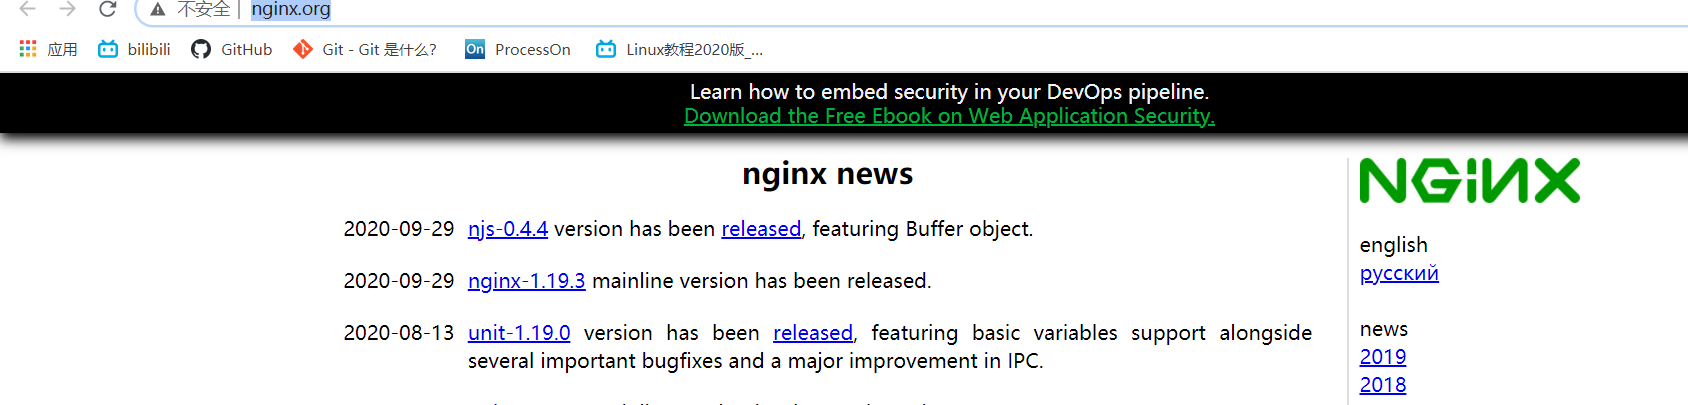 不安全 | nginx.org
应用 bilibili GitHub Git - Git 是什么? On ProcessOn Linux教程2020版_...
Learn how to embed security in your DevOps pipeline.
Download the Free Ebook on Web Application Security.
nginx news
2020-09-29 njs-0.4.4 version has been released, featuring Buffer object.
2020-09-29 nginx-1.19.3 mainline version has been released.
2020-08-13 unit-1.19.0 version has been released, featuring basic variables support alongside
several important bugfixes and a major improvement in IPC.
NGINX
english
русский
news
2019
2018